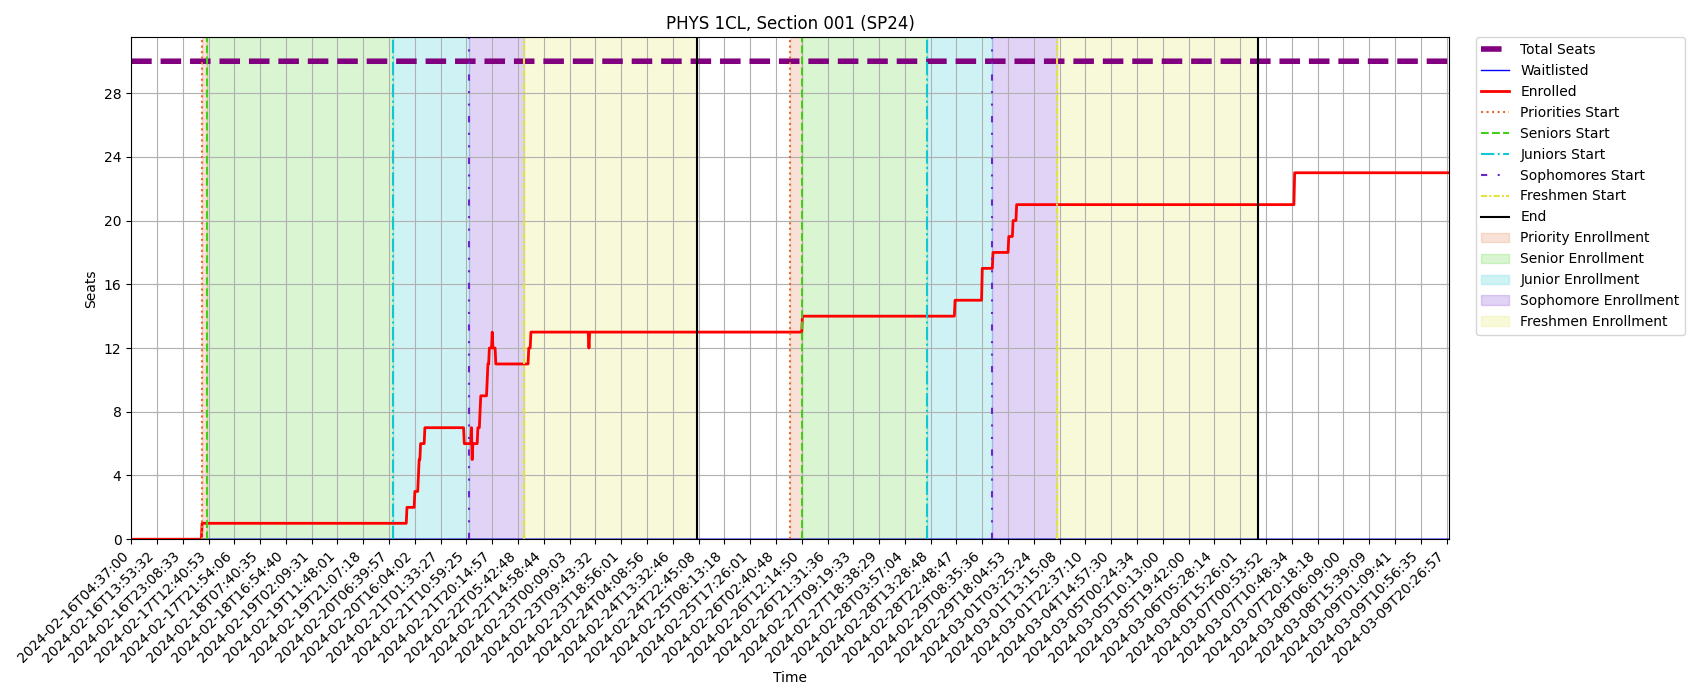 PHYS 1CL, Section 001 (SP24)
Seats
28
24
20
16
12
8
4
0
2024-02-16T04:37:00
2024-02-16T13:53:32
2024-02-16T23:08:33
2024-02-17T12:40:53
2024-02-17T21:54:06
2024-02-18T07:40:35
2024-02-18T16:54:40
2024-02-19T02:09:31
2024-02-19T11:48:01
2024-02-19T21:07:18
2024-02-20T06:39:57
2024-02-20T16:04:02
2024-02-21T01:33:27
2024-02-21T10:59:25
2024-02-21T20:14:57
2024-02-22T05:42:48
2024-02-22T14:58:44
2024-02-23T00:09:03
2024-02-23T09:43:32
2024-02-23T18:56:01
2024-02-24T04:08:56
2024-02-24T13:32:46
2024-02-24T22:45:08
2024-02-25T08:13:18
2024-02-25T17:26:01
2024-02-26T02:40:48
2024-02-26T12:14:50
2024-02-26T21:31:36
2024-02-27T09:19:33
2024-02-27T18:38:29
2024-02-28T03:57:04
2024-02-28T13:28:48
2024-02-28T22:48:47
2024-02-29T08:35:36
2024-02-29T18:04:53
2024-03-01T03:25:24
2024-03-01T13:15:08
2024-03-01T22:37:10
2024-03-04T14:57:30
2024-03-05T00:24:34
2024-03-05T10:13:00
2024-03-05T19:42:00
2024-03-06T05:28:14
2024-03-06T15:26:01
2024-03-07T00:53:52
2024-03-07T10:48:34
2024-03-07T20:18:18
2024-03-08T06:09:00
2024-03-08T15:39:09
2024-03-09T01:09:41
2024-03-09T10:56:35
2024-03-09T20:26:57
Time
Total Seats
Waitlisted
Enrolled
Priorities Start
Seniors Start
Juniors Start
Sophomores Start
Freshmen Start
End
Priority Enrollment
Senior Enrollment
Junior Enrollment
Sophomore Enrollment
Freshmen Enrollment